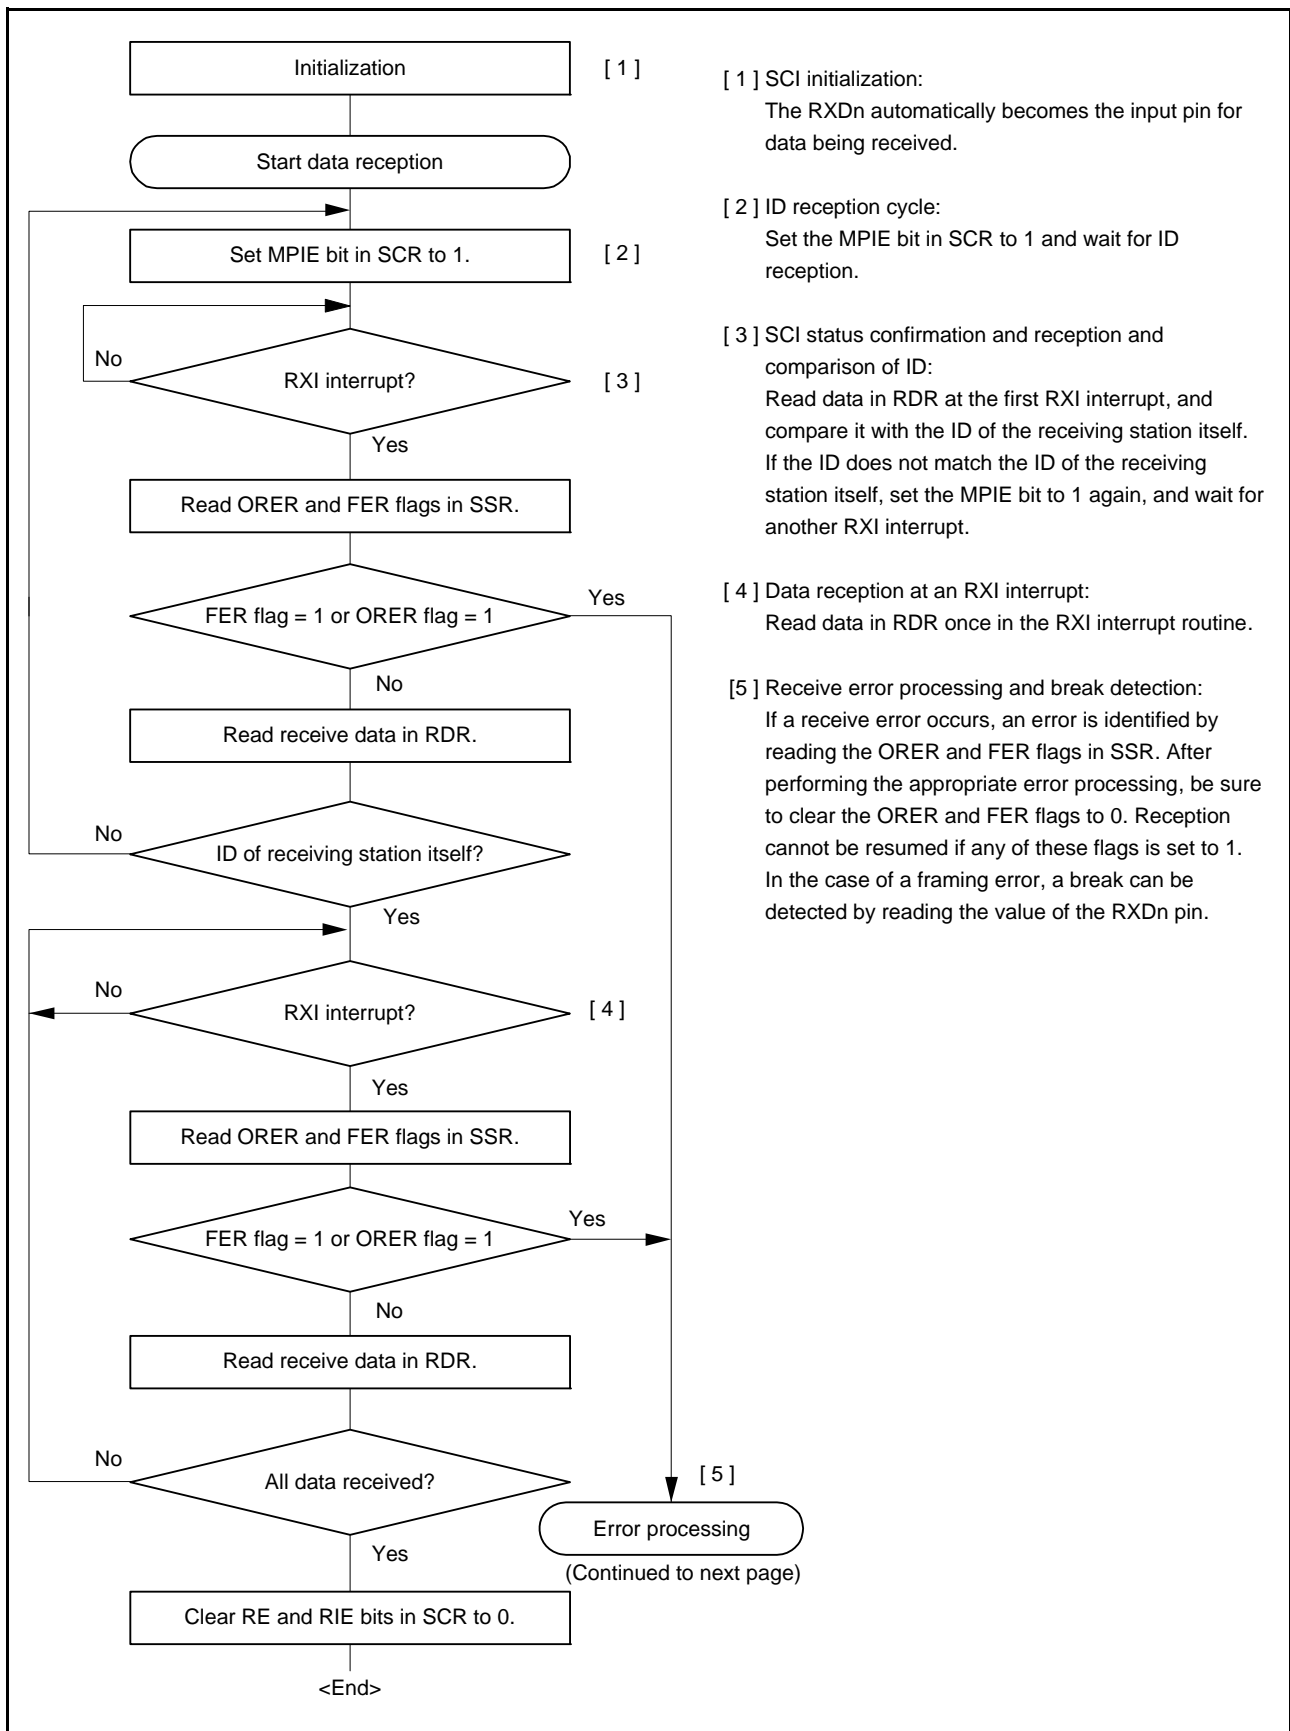 Initialization
[ 1 ]
Start data reception
Set MPIE bit in SCR to 1.
[ 2 ]
No
RXI interrupt?
[ 3 ]
Yes
Read ORER and FER flags in SSR.
FER flag = 1 or ORER flag = 1
Yes
No
Read receive data in RDR.
No
ID of receiving station itself?
Yes
No
RXI interrupt?
[ 4 ]
Yes
Read ORER and FER flags in SSR.
FER flag = 1 or ORER flag = 1
Yes
No
Read receive data in RDR.
No
All data received?
[ 5 ]
Error processing
(Continued to next page)
Yes
Clear RE and RIE bits in SCR to 0.
<End>
[ 1 ] SCI initialization:
The RXDn automatically becomes the input pin for
data being received.
[ 2 ] ID reception cycle:
Set the MPIE bit in SCR to 1 and wait for ID
reception.
[ 3 ] SCI status confirmation and reception and
comparison of ID:
Read data in RDR at the first RXI interrupt, and
compare it with the ID of the receiving station itself.
If the ID does not match the ID of the receiving
station itself, set the MPIE bit to 1 again, and wait for
another RXI interrupt.
[ 4 ] Data reception at an RXI interrupt:
Read data in RDR once in the RXI interrupt routine.
[5 ] Receive error processing and break detection:
If a receive error occurs, an error is identified by
reading the ORER and FER flags in SSR. After
performing the appropriate error processing, be sure
to clear the ORER and FER flags to 0. Reception
cannot be resumed if any of these flags is set to 1.
In the case of a framing error, a break can be
detected by reading the value of the RXDn pin.